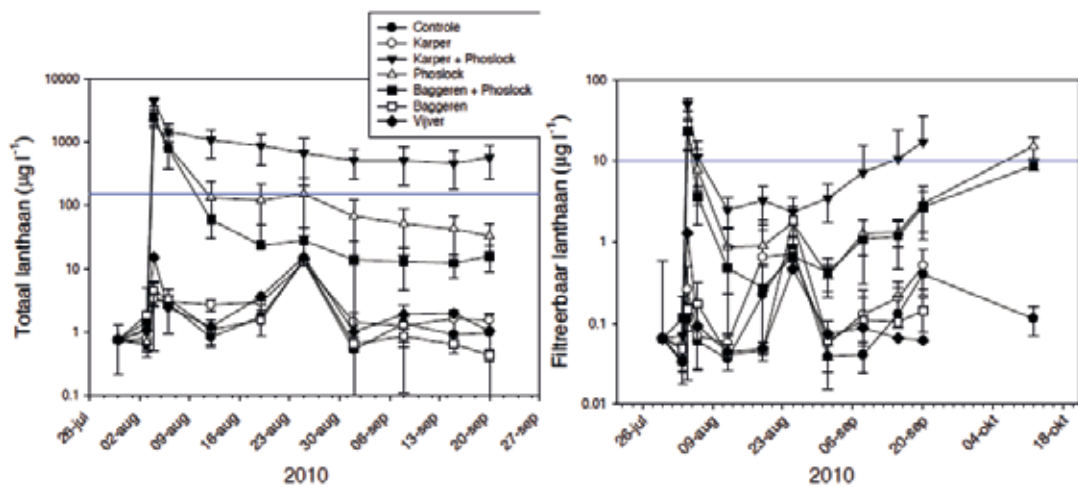 Controle
Karper
Karper + Phoslock
Phoslock
Baggeren + Phoslock
Baggeren
Vijver
Totaal lanthaan (µg l⁻¹)
10000
1000
100
10
1
0.1
26-jul
02-aug
09-aug
16-aug
23-aug
30-aug
06-sep
13-sep
20-sep
27-sep
2010
Filtreerbaar lanthaan (µg l⁻¹)
100
10
1
0.1
0.01
26-jul
09-aug
23-aug
06-sep
20-sep
04-okt
18-okt
2010